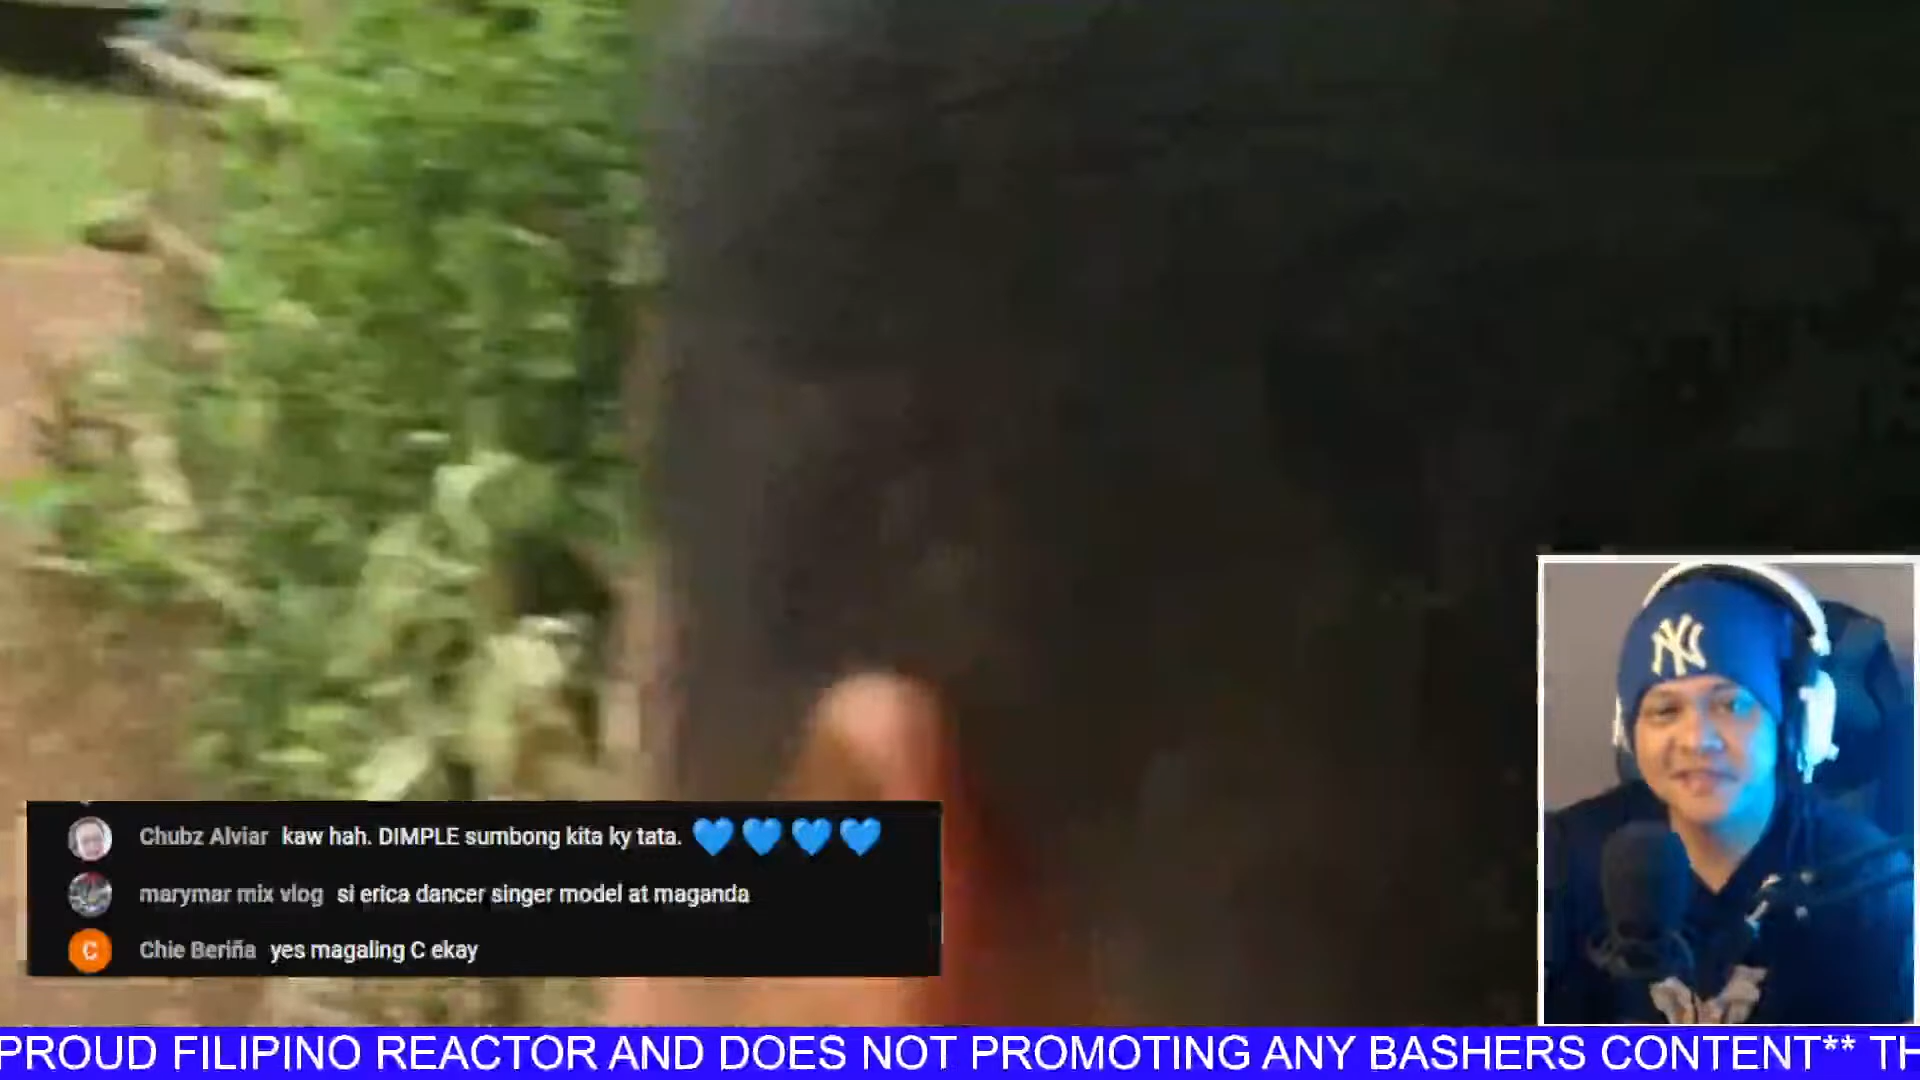 NY
Chubz Alviar kaw hah. DIMPLE sumbong kita ky tata. 💙💙💙💙
marymar mix vlog si erica dancer singer model at maganda
C Chie Beriña yes magaling C ekay
PROUD FILIPINO REACTOR AND DOES NOT PROMOTING ANY BASHERS CONTENT** TH